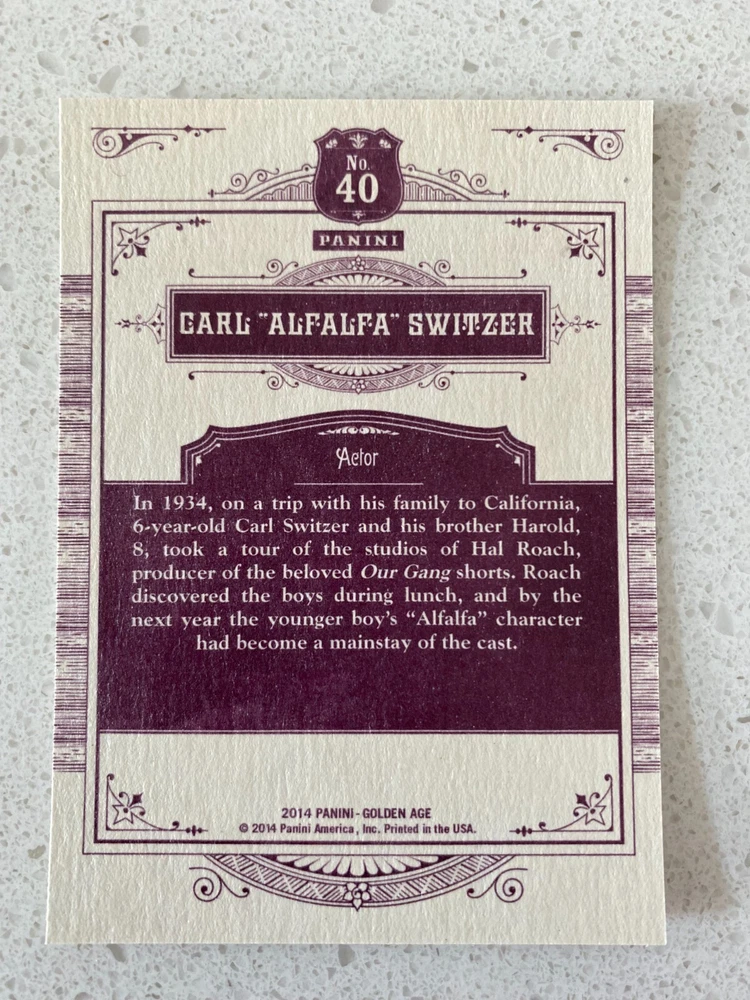 No.
40
PANINI
CARL "ALFALFA" SWITZER
Actor
In 1934, on a trip with his family to California,
6-year-old Carl Switzer and his brother Harold,
8, took a tour of the studios of Hal Roach,
producer of the beloved Our Gang shorts. Roach
discovered the boys during lunch, and by the
next year the younger boy's “Alfalfa” character
had become a mainstay of the cast.
2014 PANINI - GOLDEN AGE
© 2014 Panini America, Inc. Printed in the USA.